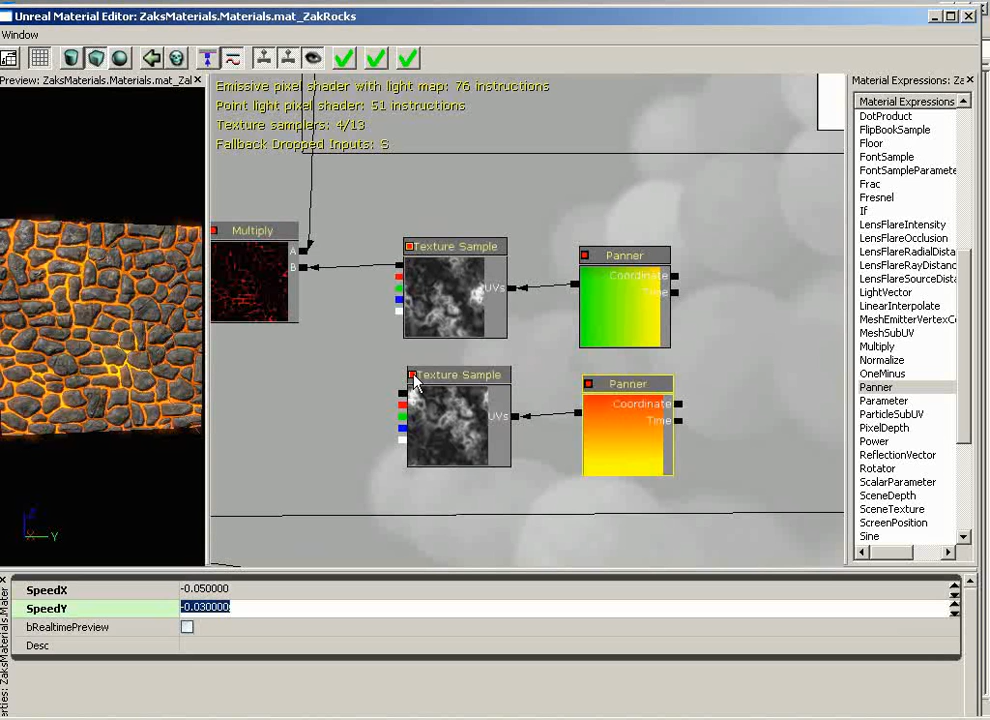 Unreal Material Editor: ZaksMaterials.Materials.mat_ZakRocks
Window
Preview: ZaksMaterials.Materials.mat_Zal
Emissive pixel shader with light map: 76 instructions
Point light pixel shader: 51 instructions
Texture samplers: 4/13
Fallback Dropped Inputs: S
Multiply
A
B
Texture Sample
UVs
Panner
Coordinate
Time
Texture Sample
UVs
Panner
Coordinate
Time
Z
X
Y
Material Expressions: Za
Material Expressions
DotProduct
FlipBookSample
Floor
FontSample
FontSampleParamete
Frac
Fresnel
If
LensFlareIntensity
LensFlareOcclusion
LensFlareRadialDista
LensFlareRayDistanc
LensFlareSourceDist
LightVector
LinearInterpolate
MeshEmitterVertexCo
MeshSubUV
Multiply
Normalize
OneMinus
Panner
Parameter
ParticleSubUV
PixelDepth
Power
ReflectionVector
Rotator
ScalarParameter
SceneDepth
SceneTexture
ScreenPosition
Sine
SpeedX
-0.050000
SpeedY
-0.030000
bRealtimePreview
Desc
erties: ZaksMaterials.Mater